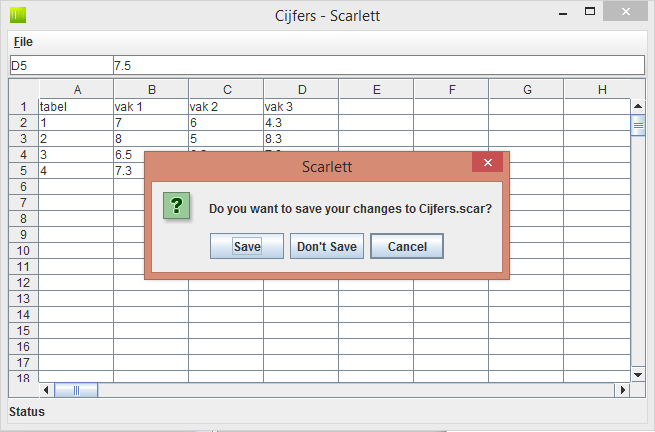 Cijfers - Scarlett
File
D5 7.5
A B C D E F G H
1 tabel vak 1 vak 2 vak 3
2 1 7 6 4.3
3 2 8 5 8.3
4 3 6.5
5 4 7.3
6
7
8
9
10
11
12
13
14
15
16
17
18
Scarlett
?
Do you want to save your changes to Cijfers.scar?
Save Don't Save Cancel
Status